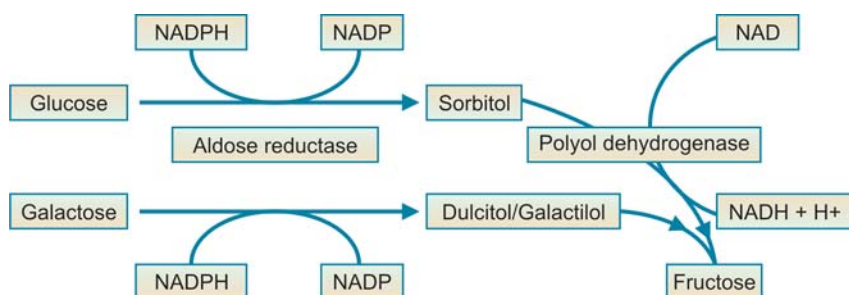 NADPH
NADP
NAD
Glucose
Sorbitol
Aldose reductase
Polyol dehydrogenase
Galactose
Dulcitol/Galactilol
NADH + H+
NADPH
NADP
Fructose